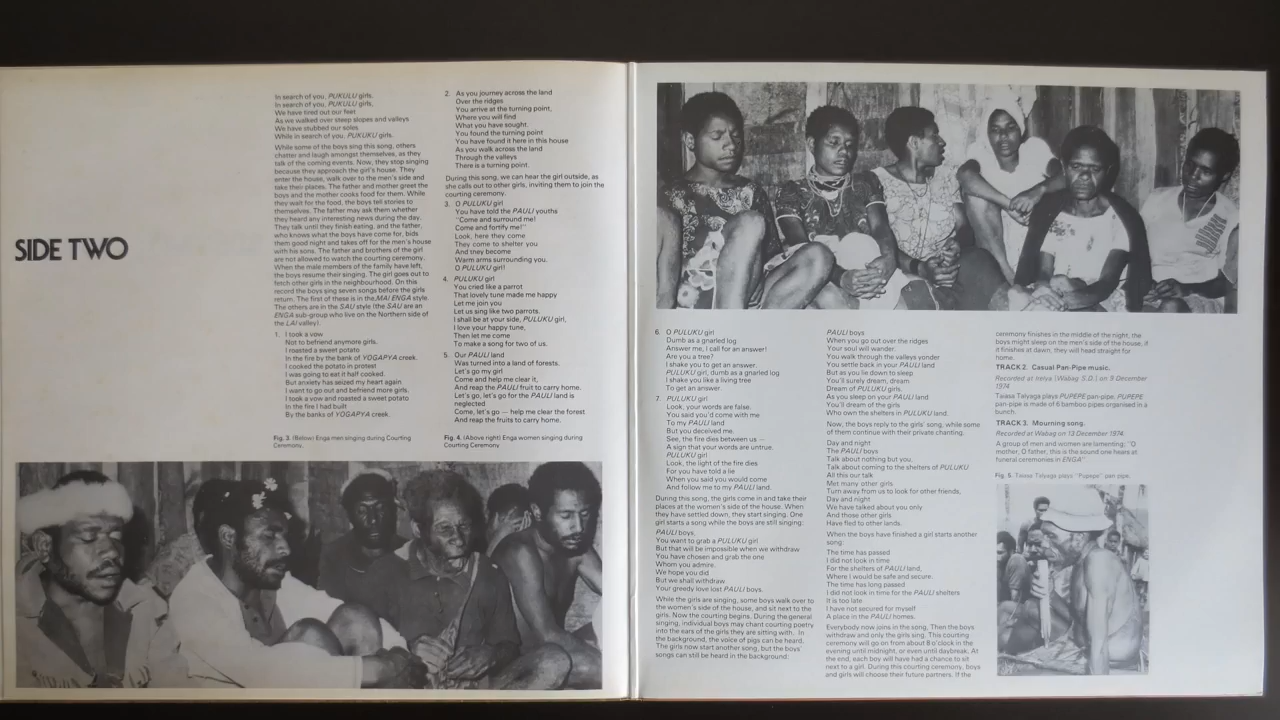 SIDE TWO
In search of you, PUKULU girls.
In search of you, PUKULU girls,
We have tired out our feet
As we walked over steep slopes and valleys
We have stubbed our soles
While in search of you, PUKUKU girls.
While some of the boys sing this song, others
chatter and laugh amongst themselves, as they
talk of the coming events. Now, they stop singing
because they approach the girl's house. They
enter the house, walk over to the men's side and
take their places. The father and mother greet the
boys and the mother cooks food for them. While
they wait for the food, the boys tell stories to
themselves. The father may ask them whether
they heard any interesting news during the day.
They talk until they finish eating, and the father,
who knows what the boys have come for, bids
them good night and takes off for the men's house
with his sons. The father and brothers of the girl
are not allowed to watch the courting ceremony.
When the male members of the family have left,
the boys resume their singing. The girl goes out to
fetch other girls in the neighbourhood. On this
record the boys sing seven songs before the girls
return. The first of these is in the MAI ENGA style.
The others are in the SAU style (the SAU are an
ENGA sub-group who live on the Northern side of
the LAI valley).
1. I took a vow
Not to befriend anymore girls.
I roasted a sweet potato
In the fire by the bank of YOGAPYA creek.
I cooked the potato in protest
I was going to eat it half cooked.
But anxiety has seized my heart again
I want to go out and befriend more girls.
I took a vow and roasted a sweet potato
In the fire I had built
By the banks of YOGAPYA creek.
Fig. 3. (Below) Enga men singing during Courting
Ceremony.
2. As you journey across the land
Over the ridges
You arrive at the turning point,
Where you will find
What you have sought.
You found the turning point
You have found it here in this house
As you walk across the land
Through the valleys
There is a turning point.
During this song, we can hear the girl outside, as
she calls out to other girls, inviting them to join the
courting ceremony.
3. O PULUKU girl
You have told the PAULI youths
"Come and surround me!
Come and fortify me!"
Look, here they come
They come to shelter you
And they become
Warm arms surrounding you.
O PULUKU girl!
4. PULUKU girl
You cried like a parrot
That lovely tune made me happy
Let me join you
Let us sing like two parrots.
I shall be at your side, PULUKU girl,
I love your happy tune,
Then let me come
To make a song for two of us.
5. Our PAULI land
Was turned into a land of forests.
Let's go my girl
Come and help me clear it,
And reap the PAULI fruit to carry home.
Let's go, let's go for the PAULI land is
neglected
Come, let's go — help me clear the forest
And reap the fruits to carry home.
Fig. 4. (Above right) Enga women singing during
Courting Ceremony
6. O PULUKU girl
Dumb as a gnarled log
Answer me, I call for an answer!
Are you a tree?
I shake you to get an answer.
PULUKU girl, dumb as a gnarled log
I shake you like a living tree
To get an answer.
7. PULUKU girl
Look, your words are false.
You said you'd come with me
To my PAULI land
But you deceived me.
See, the fire dies between us —
A sign that your words are untrue.
PULUKU girl
Look, the light of the fire dies
For you have told a lie
When you said you would come
And follow me to my PAULI land.
During this song, the girls come in and take their
places at the women's side of the house. When
they have settled down, they start singing. One
girl starts a song while the boys are still singing:
PAULI boys,
You want to grab a PULUKU girl
But that will be impossible when we withdraw
You have chosen and grab the one
Whom you admire.
We hope you did
But we shall withdraw.
Your greedy love lost PAULI boys.
While the girls are singing, some boys walk over to
the women's side of the house, and sit next to the
girls. Now the courting begins. During the general
singing, individual boys may chant courting poetry
into the ears of the girls they are sitting with. In
the background, the voice of pigs can be heard.
The girls now start another song, but the boys'
songs can still be heard in the background:
PAULI boys
When you go out over the ridges
Your soul will wander.
You walk through the valleys yonder
You settle back in your PAULI land
But as you lie down to sleep
You'll surely dream, dream
Dream of PULUKU girls.
As you sleep on your PAULI land
You'll dream of the girls
Who own the shelters in PULUKU land.
Now, the boys reply to the girls' song, while some
of them continue with their private chanting.
Day and night
The PAULI boys
Talk about nothing but you.
Talk about coming to the shelters of PULUKU
All this our talk
Met many other girls
Turn away from us to look for other friends,
Day and night
We have talked about you only
And those other girls
Have fled to other lands.
When the boys have finished a girl starts another
song:
The time has passed
I did not look in time
For the shelters of PAULI land,
Where I would be safe and secure.
The time has long passed
I did not look in time for the PAULI shelters
It is too late
I have not secured for myself
A place in the PAULI homes.
Everybody now joins in the song. Then the boys
withdraw and only the girls sing. This courting
ceremony will go on from about 8 o'clock in the
evening until midnight, or even until daybreak. At
the end, each boy will have had a chance to sit
next to a girl. During this courting ceremony, boys
and girls will choose their future partners. If the
ceremony finishes in the middle of the night, the
boys might sleep on the men's side of the house, if
it finishes at dawn, they will head straight for
home.
TRACK 2. Casual Pan-Pipe music.
Recorded at Irelya (Wabag S.D.) on 9 December
1974
Taiasa Talyaga plays PUPEPE pan-pipe. PUPEPE
pan-pipe is made of 6 bamboo pipes organised in a
bunch.
TRACK 3. Mourning song.
Recorded at Wabag on 13 December 1974.
A group of men and women are lamenting, "O
mother, O father, this is the sound one hears at
funeral ceremonies in ENGA"
Fig. 5. Taiasa Talyaga plays "Pupepe" pan pipe.